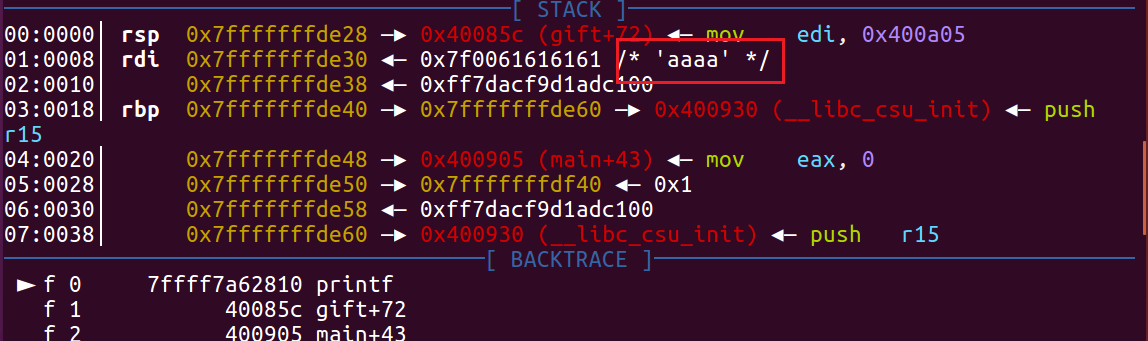 [ STACK ]
00:0000│ rsp 0x7fffffffde28 —▸ 0x40085c (gift+72) ◂— mov edi, 0x400a05
01:0008│ rdi 0x7fffffffde30 ◂— 0x7f0061616161 /* 'aaaa' */
02:0010│ 0x7fffffffde38 ◂— 0xff7dacf9d1adc100
03:0018│ rbp 0x7fffffffde40 —▸ 0x7fffffffde60 —▸ 0x400930 (__libc_csu_init) ◂— push
r15
04:0020│ 0x7fffffffde48 —▸ 0x400905 (main+43) ◂— mov eax, 0
05:0028│ 0x7fffffffde50 —▸ 0x7fffffffdf40 ◂— 0x1
06:0030│ 0x7fffffffde58 ◂— 0xff7dacf9d1adc100
07:0038│ 0x7fffffffde60 —▸ 0x400930 (__libc_csu_init) ◂— push r15
[ BACKTRACE ]
► f 0 7ffff7a62810 printf
f 1 40085c gift+72
f 2 400905 main+43